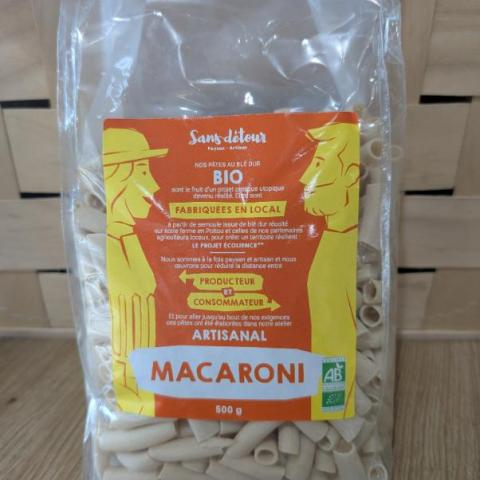 Sans détour
Paysan - Artisan
NOS PÂTES AU BLÉ DUR
BIO
sont le fruit d'un projet presque utopique
devenu réalité. Elles sont
FABRIQUÉES EN LOCAL
à partir de semoule issue de blé dur récolté
sur notre ferme en Poitou et celles de nos partenaires
agriculteurs locaux, pour créer un territoire résilient :
LE PROJET ÉCOLIENCE
Nous sommes à la fois paysan et artisan et nous
œuvrons pour réduire la distance entre
PRODUCTEUR
ET
CONSOMMATEUR
Et pour aller jusqu'au bout de nos exigences
ces pâtes ont été élaborées dans notre atelier
ARTISANAL
MACARONI
500 g
AB